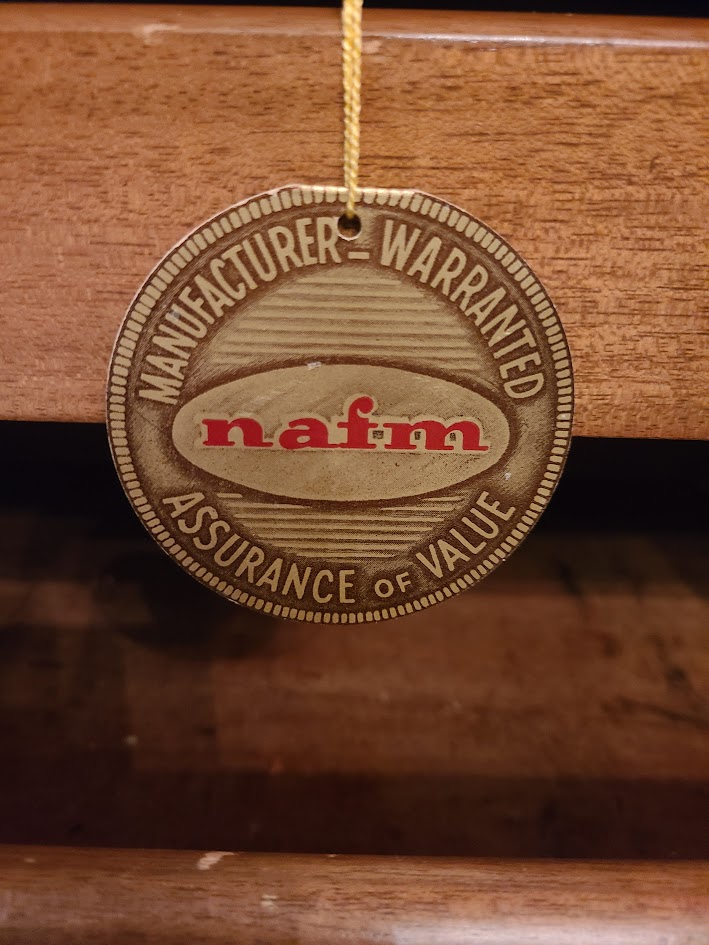 MANUFACTURER-WARRANTED
nafm
ASSURANCE OF VALUE